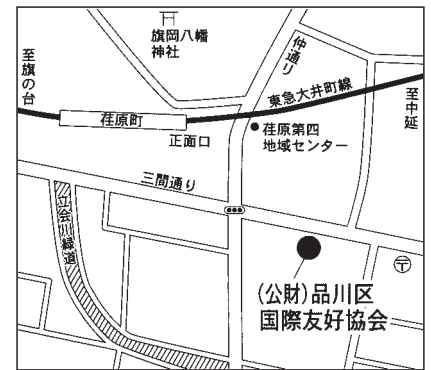 旗岡八幡
神社
仲通り
至旗の台
東急大井町線
至中延
荏原町
正面口
荏原第四
地域センター
三間通り
立会川緑道
〒
(公財)品川区
国際友好協会